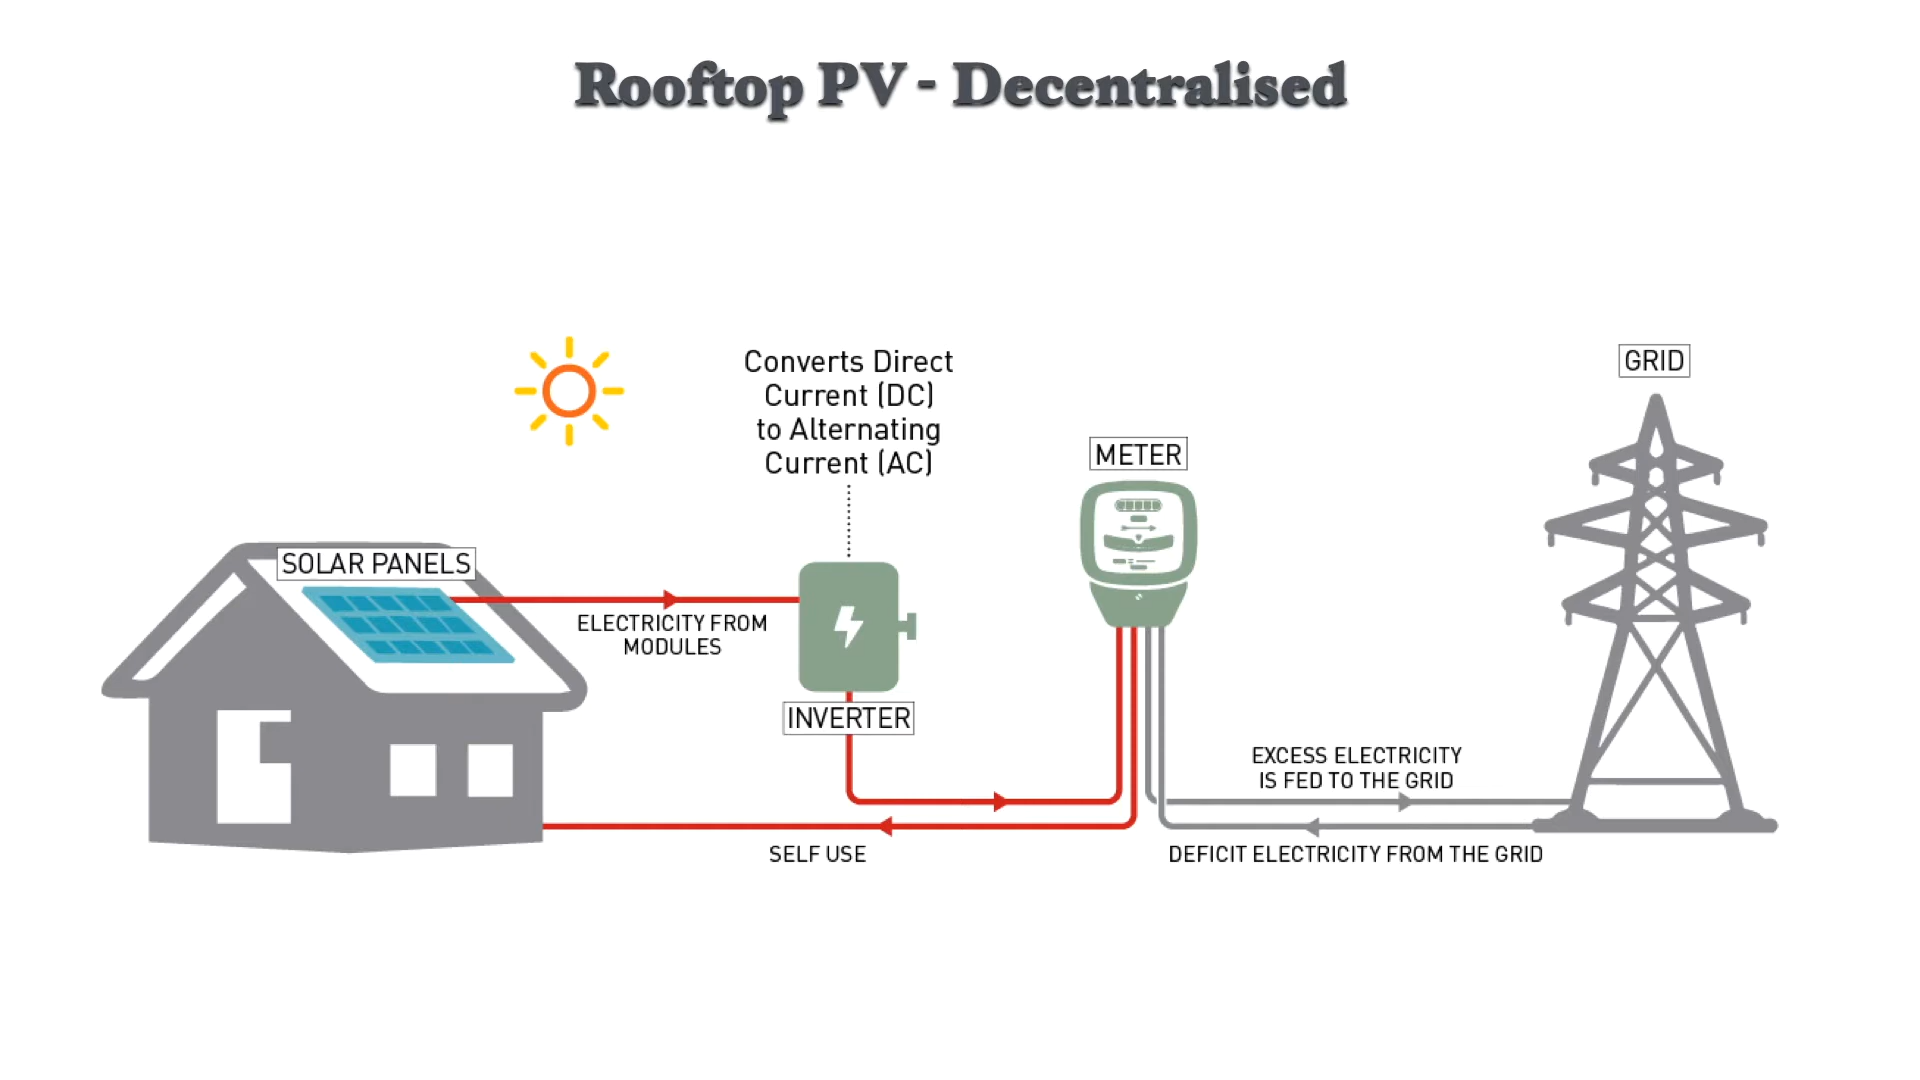 Rooftop PV - Decentralised
Converts Direct
Current (DC)
to Alternating
Current (AC)
GRID
METER
SOLAR PANELS
ELECTRICITY FROM
MODULES
INVERTER
EXCESS ELECTRICITY
IS FED TO THE GRID
SELF USE
DEFICIT ELECTRICITY FROM THE GRID